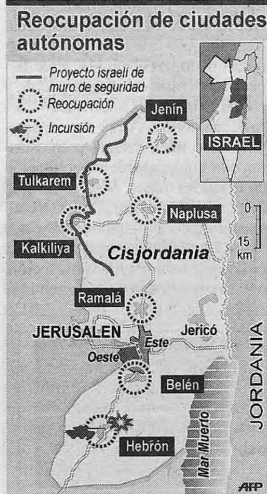 Reocupación de ciudades
autónomas
Proyecto israelí de
muro de seguridad
Reocupación
Incursión
Jenín
ISRAEL
Tulkarem
Naplusa
0
15
km
Kalkiliya
Cisjordania
Ramalá
JERUSALEN
Este
Oeste
Jericó
Belén
JORDANIA
Hebrón
Mar Muerto
AFP